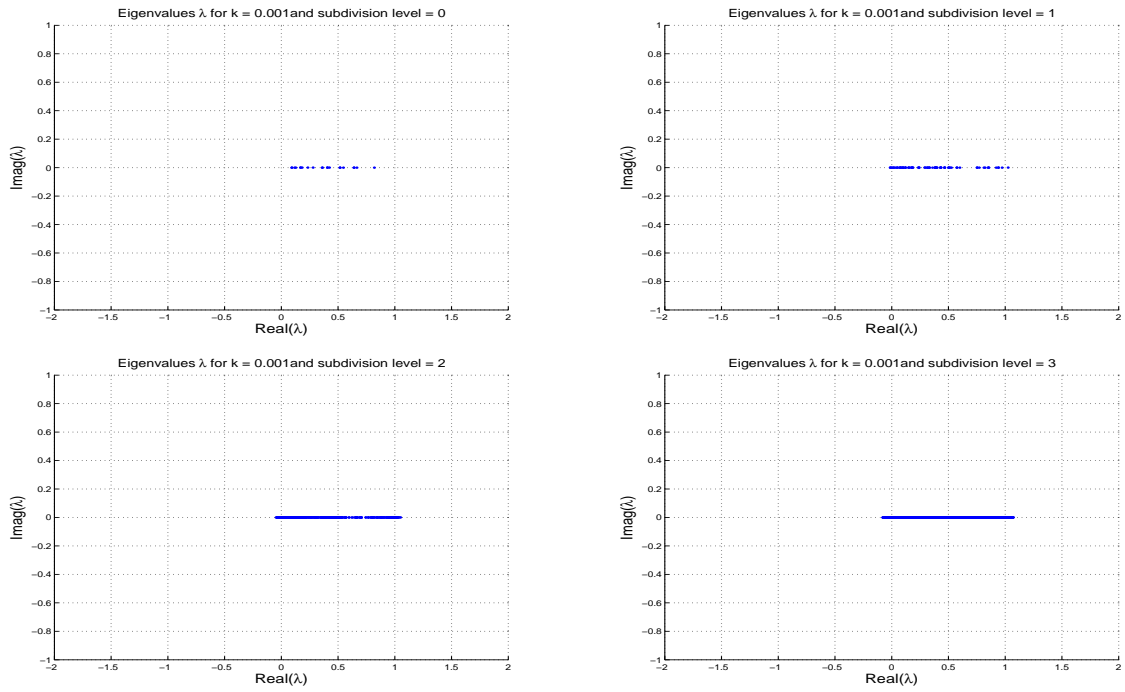 Eigenvalues λ for k = 0.001and subdivision level = 0
1
0.8
0.6
0.4
0.2
0
−0.2
−0.4
−0.6
−0.8
−1
Imag(λ)
−2 −1.5 −1 −0.5 0 0.5 1 1.5 2
Real(λ)
Eigenvalues λ for k = 0.001and subdivision level = 1
1
0.8
0.6
0.4
0.2
0
−0.2
−0.4
−0.6
−0.8
−1
Imag(λ)
−2 −1.5 −1 −0.5 0 0.5 1 1.5 2
Real(λ)
Eigenvalues λ for k = 0.001and subdivision level = 2
1
0.8
0.6
0.4
0.2
0
−0.2
−0.4
−0.6
−0.8
−1
Imag(λ)
−2 −1.5 −1 −0.5 0 0.5 1 1.5 2
Real(λ)
Eigenvalues λ for k = 0.001and subdivision level = 3
1
0.8
0.6
0.4
0.2
0
−0.2
−0.4
−0.6
−0.8
−1
Imag(λ)
−2 −1.5 −1 −0.5 0 0.5 1 1.5 2
Real(λ)